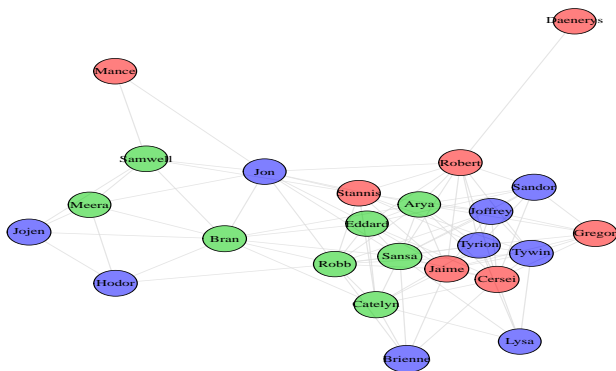 Daenerys
Mance
Samwell
Robert
Jon
Sandor
Stannis
Meera
Arya
Joffrey
Eddard
Jojen
Bran
Gregor
Tyrion
Tywin
Sansa
Robb
Jaime
Cersei
Hodor
Catelyn
Lysa
Brienne